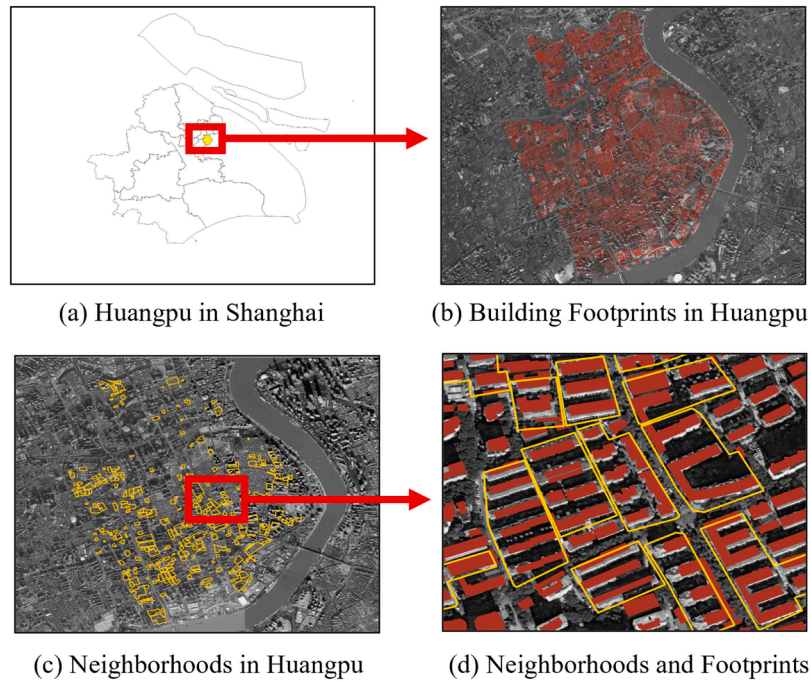 (a) Huangpu in Shanghai
(b) Building Footprints in Huangpu
(c) Neighborhoods in Huangpu
(d) Neighborhoods and Footprints